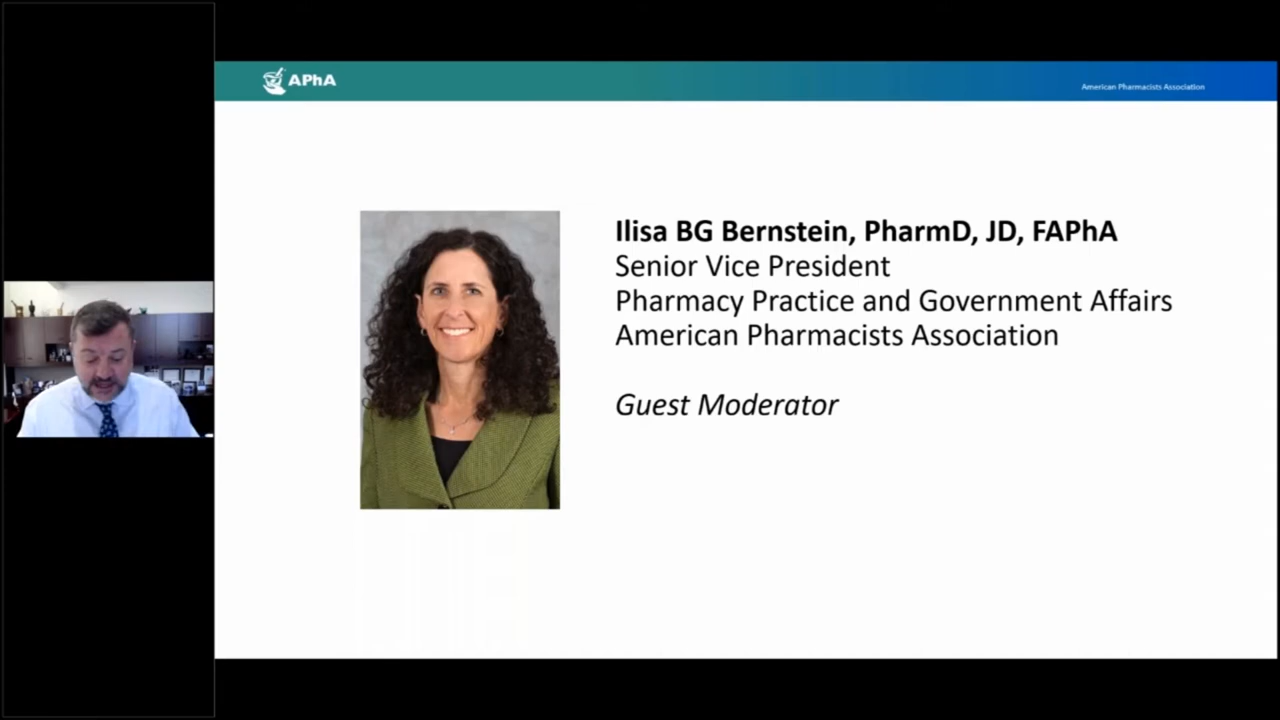 APhA
American Pharmacists Association
Ilisa BG Bernstein, PharmD, JD, FAPhA
Senior Vice President
Pharmacy Practice and Government Affairs
American Pharmacists Association
Guest Moderator